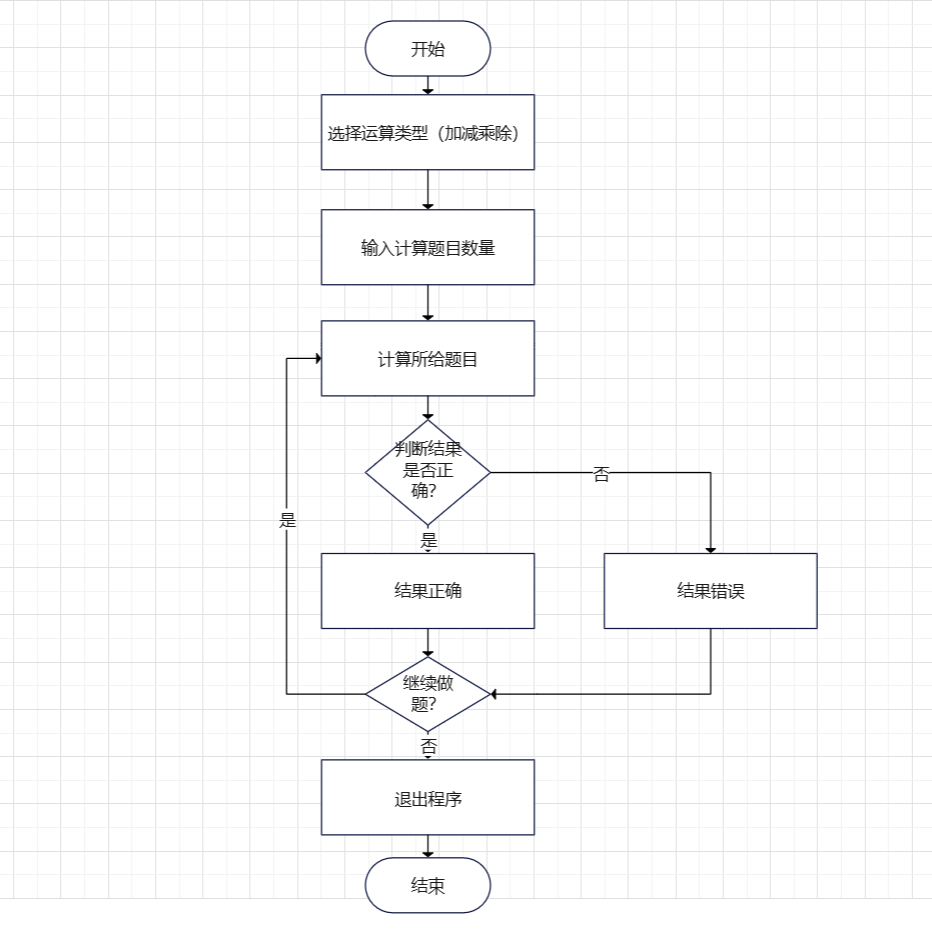 开始
选择运算类型（加减乘除）
输入计算题目数量
计算所给题目
判断结果
是否正
确？
否
是
是
结果正确
结果错误
继续做
题？
否
退出程序
结束